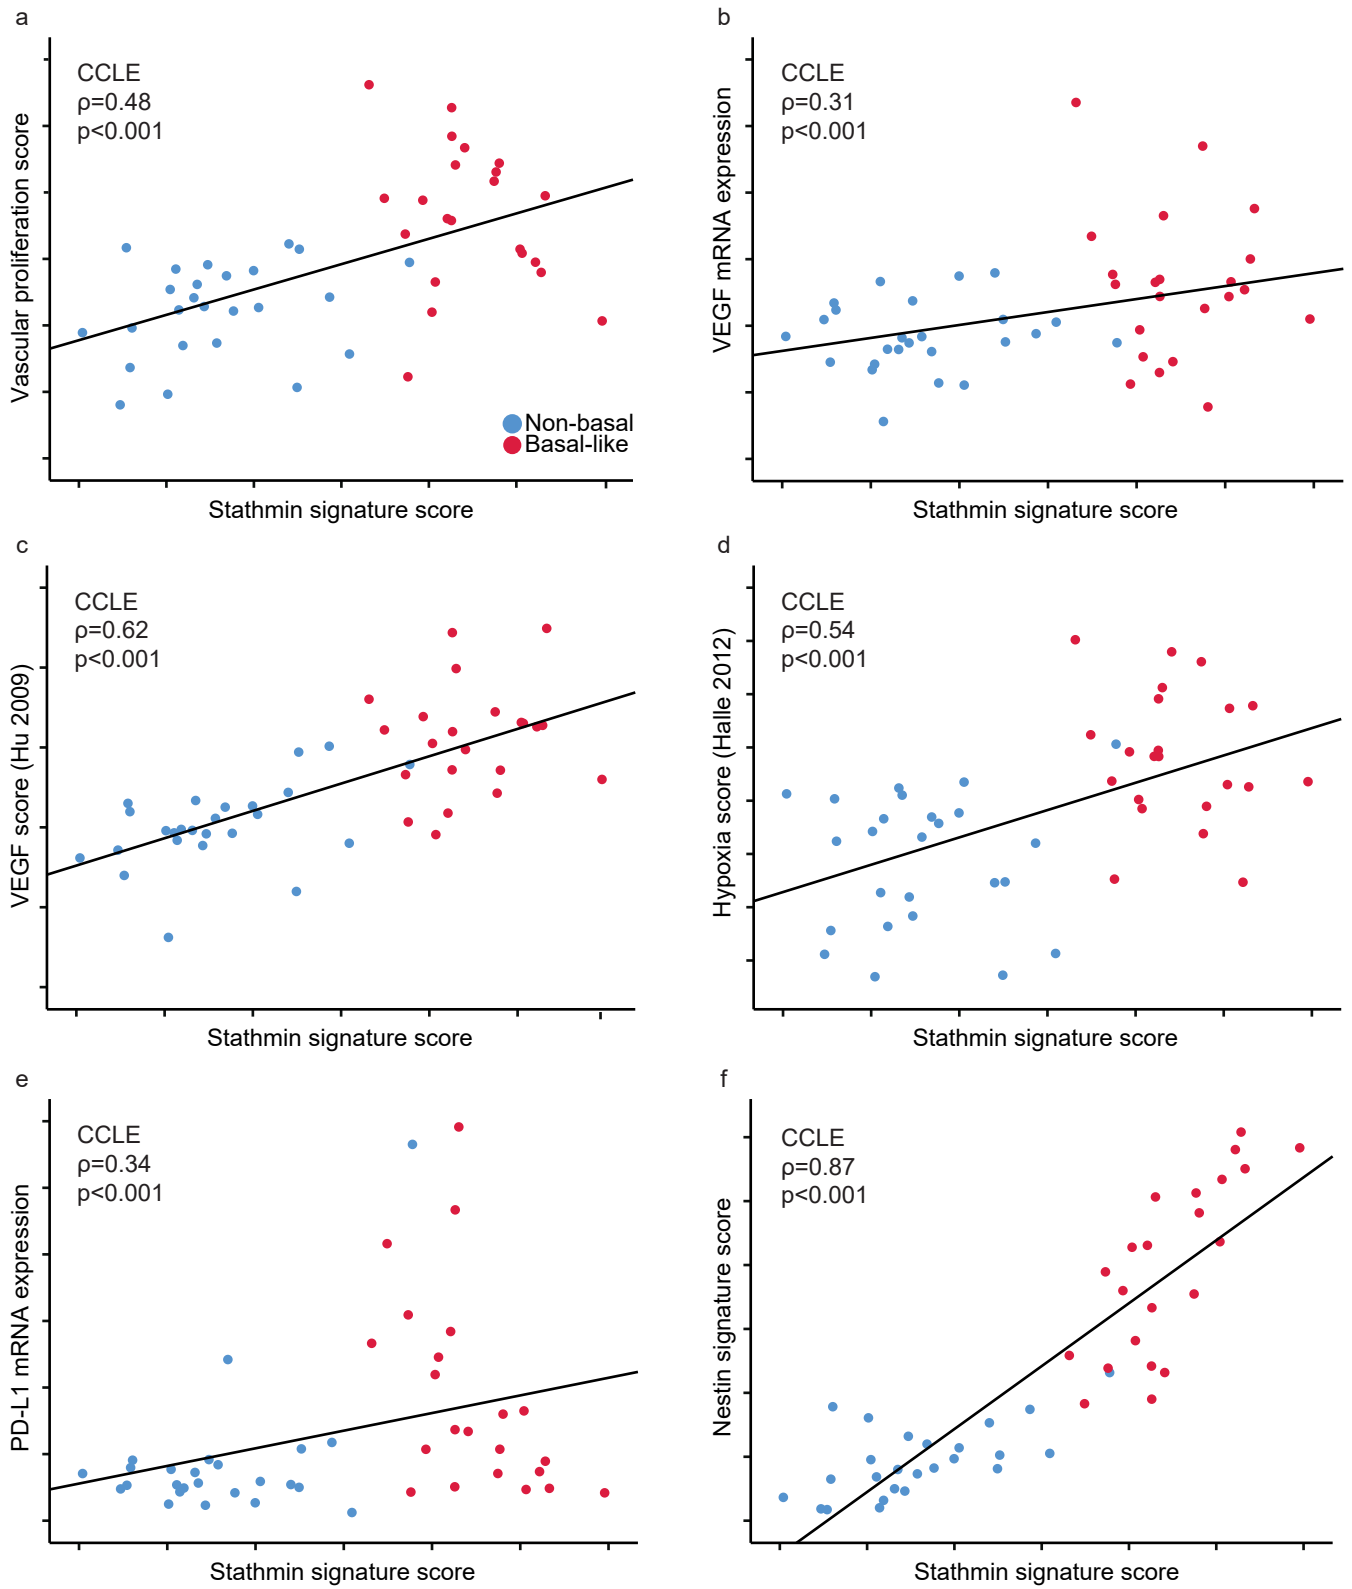 a
CCLE
ρ=0.48
p<0.001
Vascular proliferation score
Non-basal
Basal-like
Stathmin signature score
b
CCLE
ρ=0.31
p<0.001
VEGF mRNA expression
Stathmin signature score
c
CCLE
ρ=0.62
p<0.001
VEGF score (Hu 2009)
Stathmin signature score
d
CCLE
ρ=0.54
p<0.001
Hypoxia score (Halle 2012)
Stathmin signature score
e
CCLE
ρ=0.34
p<0.001
PD-L1 mRNA expression
Stathmin signature score
f
CCLE
ρ=0.87
p<0.001
Nestin signature score
Stathmin signature score